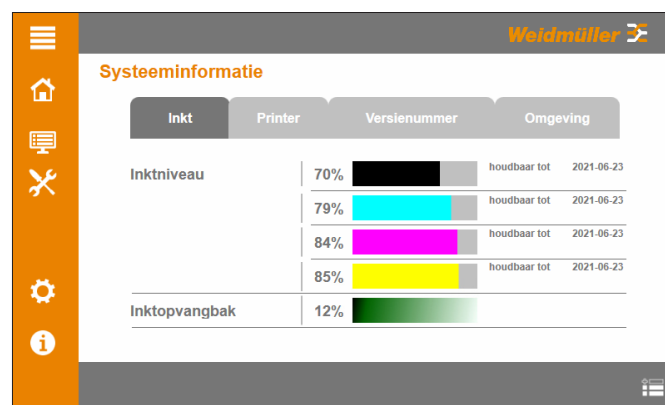 Weidmüller
Systeeminformatie
Inkt Printer Versienummer Omgeving
Inktniveau 70% houdbaar tot 2021-06-23
79% houdbaar tot 2021-06-23
84% houdbaar tot 2021-06-23
85% houdbaar tot 2021-06-23
Inktopvangbak 12%